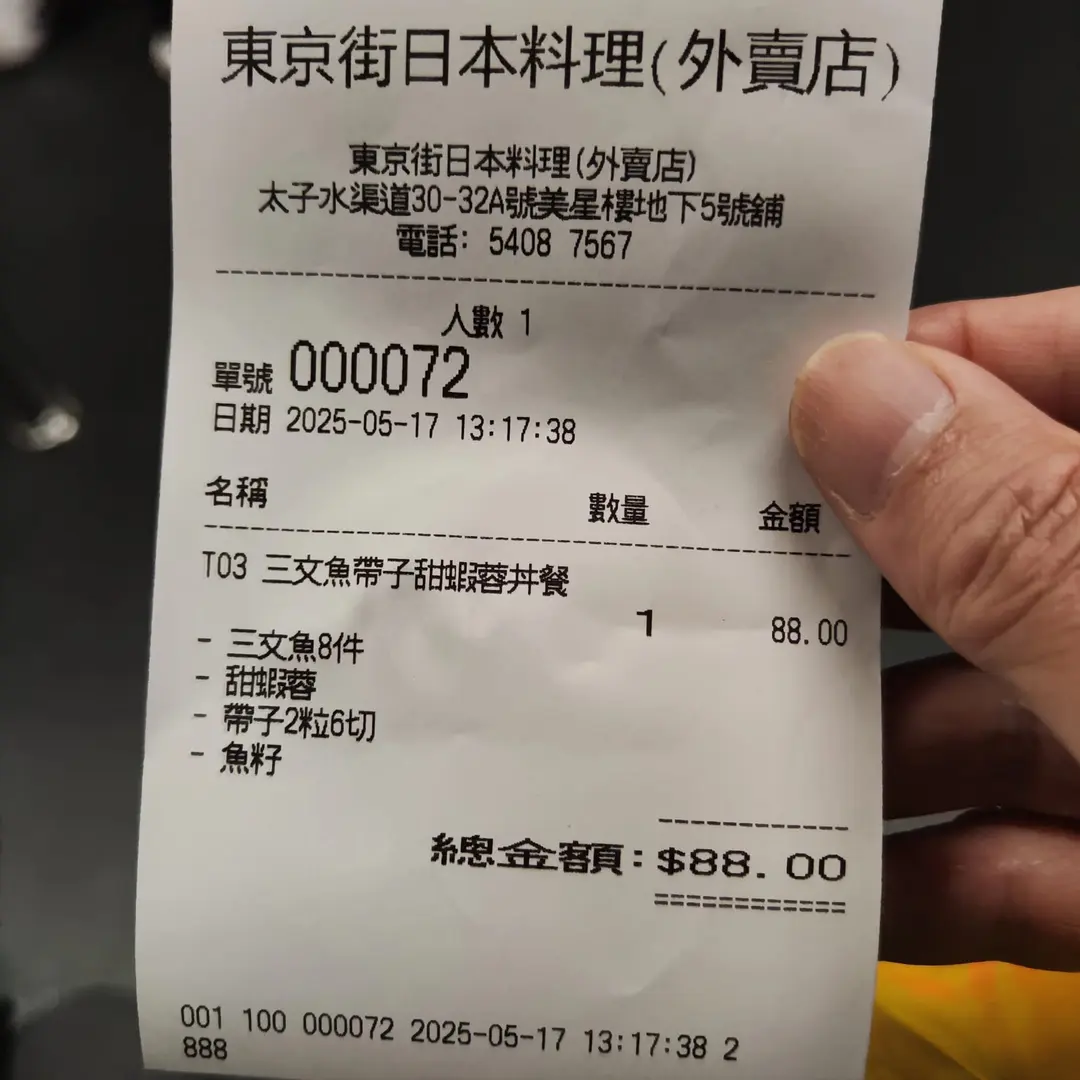 東京街日本料理(外賣店)
東京街日本料理(外賣店)
太子水渠道30-32A號美星樓地下5號舖
電話: 5408 7567
人數 1
單號 000072
日期 2025-05-17 13:17:38
名稱 數量 金額
T03 三文魚帶子甜蝦蓉丼餐
1 88.00
- 三文魚8件
- 甜蝦蓉
- 帶子2粒6切
- 魚籽
總金額:$88.00
001 100 000072 2025-05-17 13:17:38 2
888